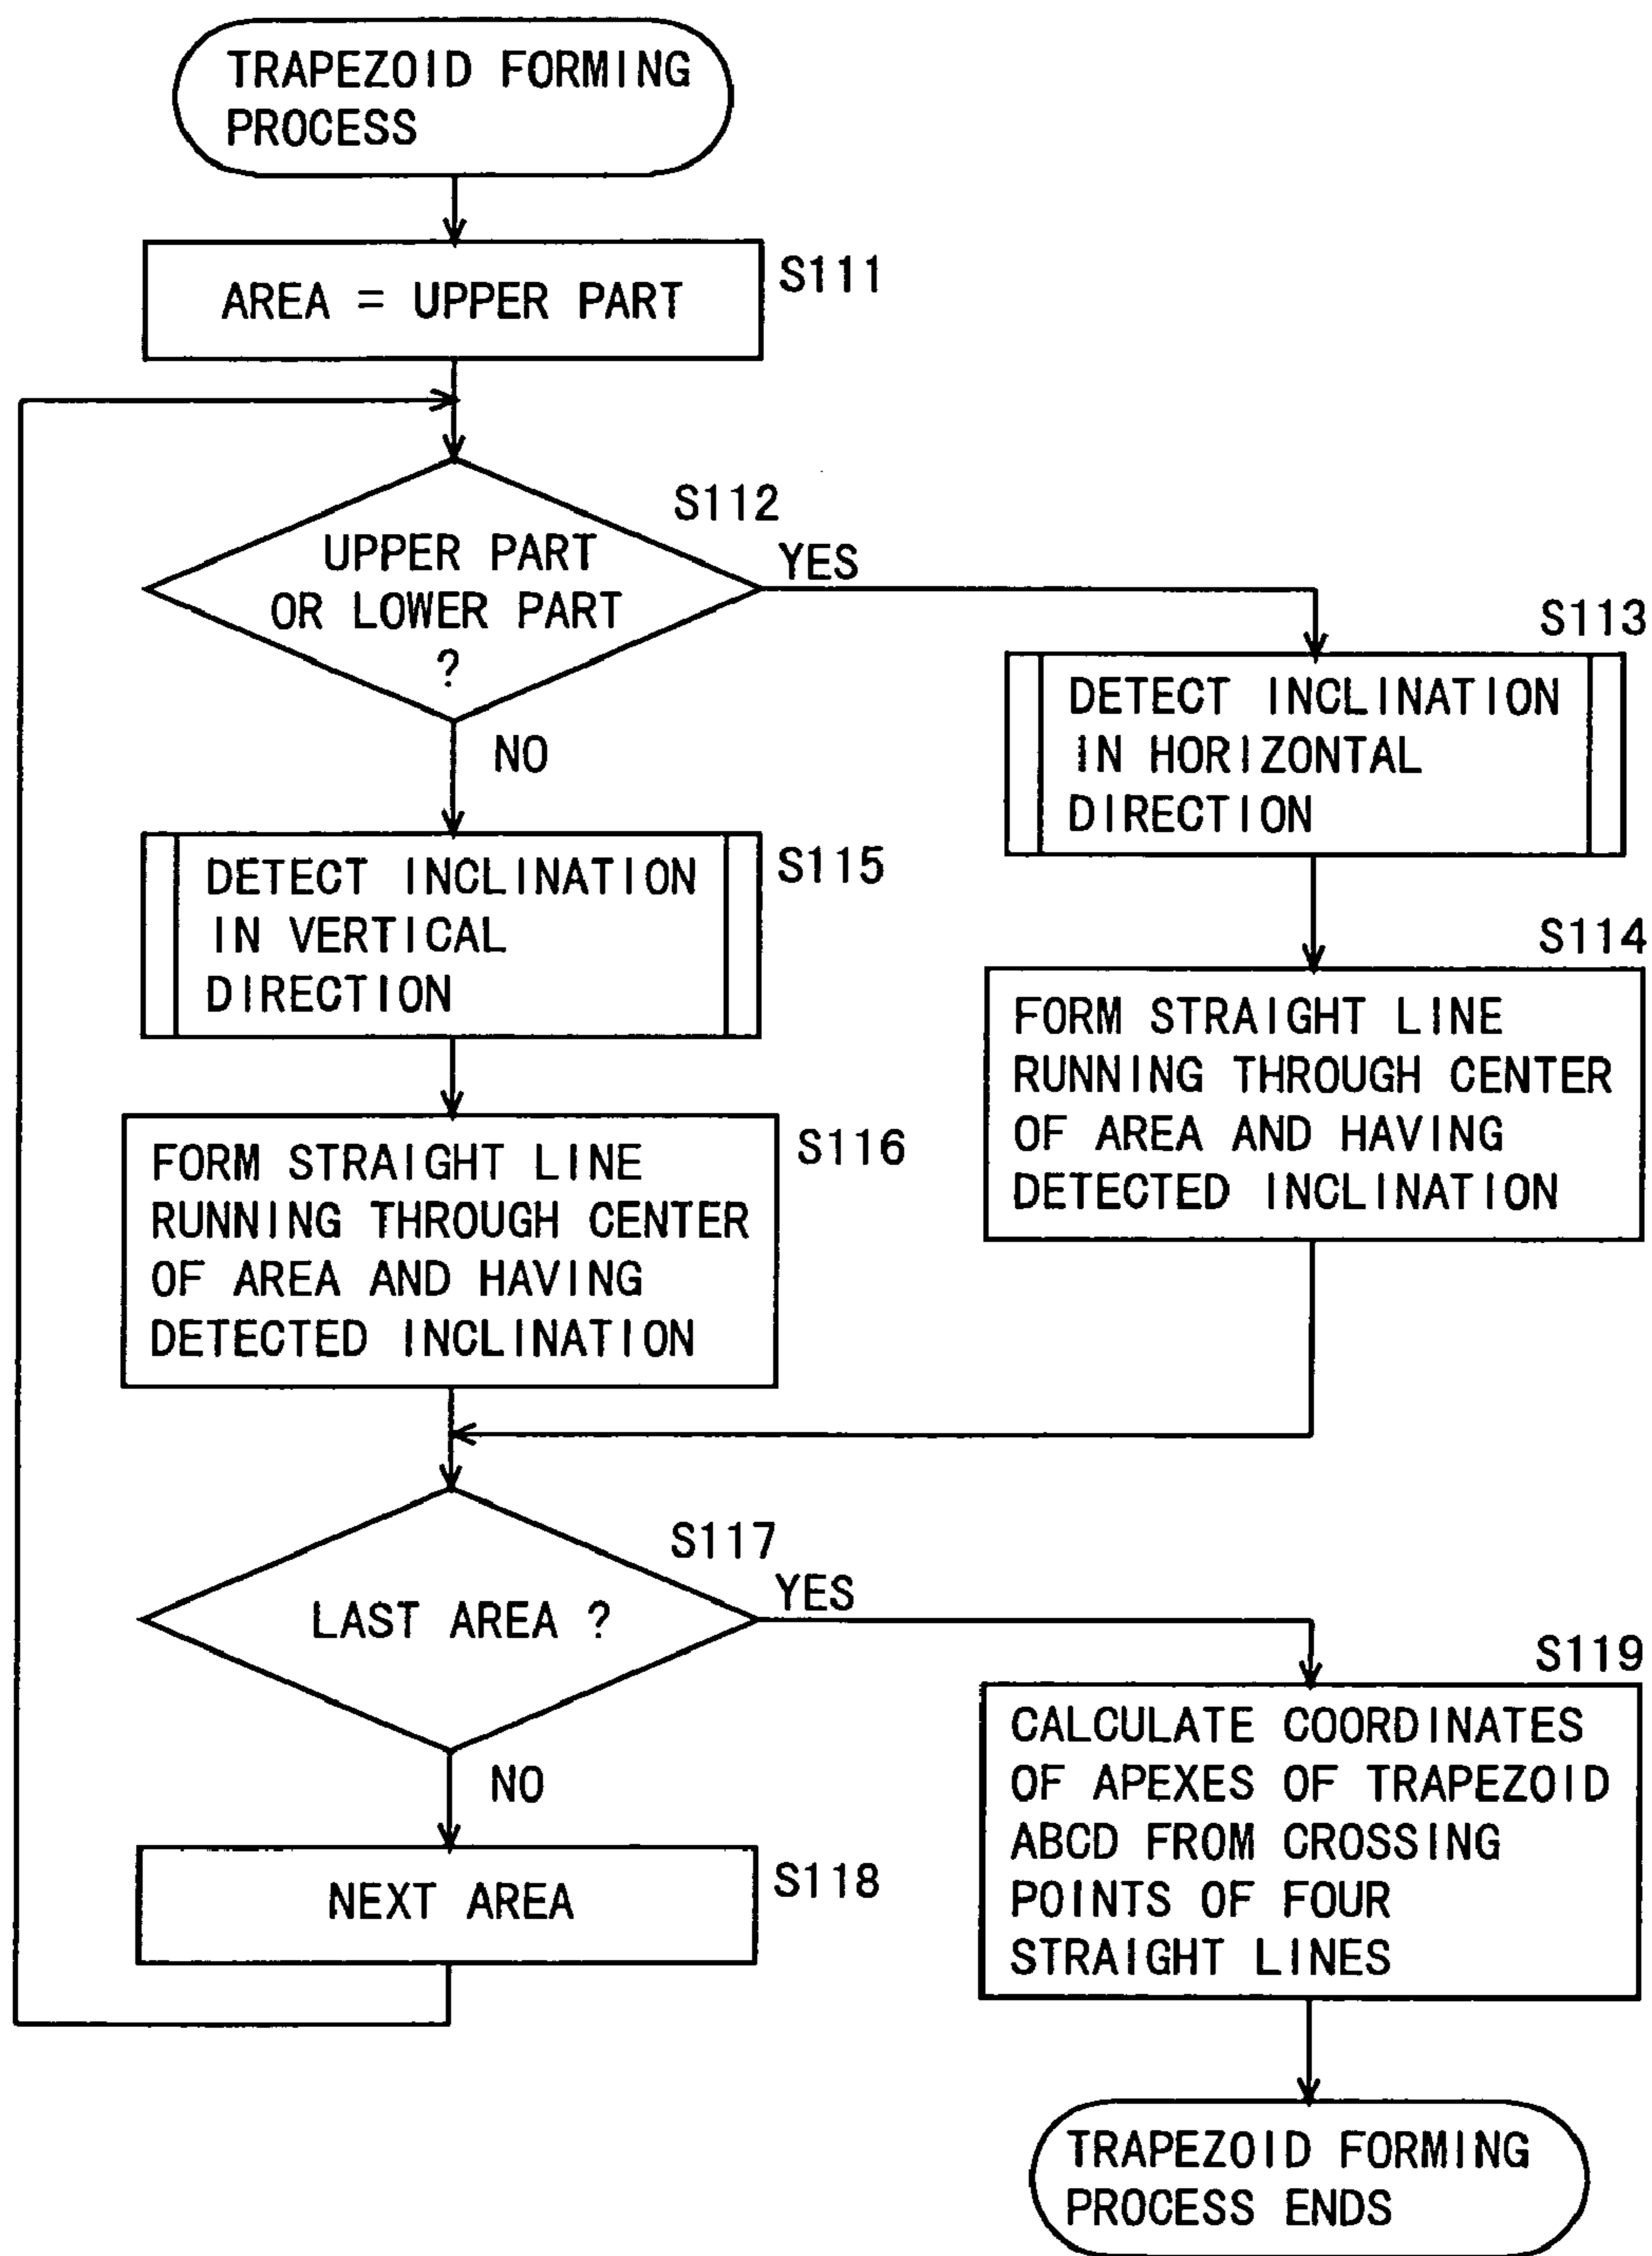 TRAPEZOID FORMING
PROCESS
S111
AREA = UPPER PART
S112
UPPER PART
OR LOWER PART
?
YES
NO
S113
DETECT INCLINATION
IN HORIZONTAL
DIRECTION
S114
FORM STRAIGHT LINE
RUNNING THROUGH CENTER
OF AREA AND HAVING
DETECTED INCLINATION
S115
DETECT INCLINATION
IN VERTICAL
DIRECTION
S116
FORM STRAIGHT LINE
RUNNING THROUGH CENTER
OF AREA AND HAVING
DETECTED INCLINATION
S117
LAST AREA ?
YES
NO
S118
NEXT AREA
S119
CALCULATE COORDINATES
OF APEXES OF TRAPEZOID
ABCD FROM CROSSING
POINTS OF FOUR
STRAIGHT LINES
TRAPEZOID FORMING
PROCESS ENDS